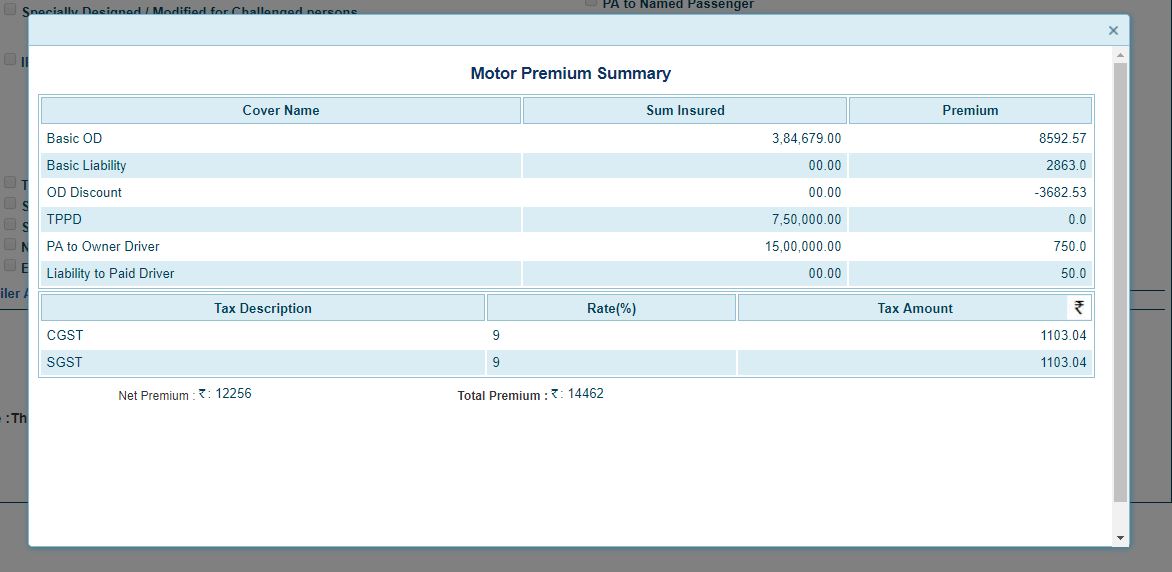 Specially Designed / Modified for Challenged persons
PA to Named Passenger
×
Motor Premium Summary
Cover Name Sum Insured Premium
Basic OD 3,84,679.00 8592.57
Basic Liability 00.00 2863.0
OD Discount 00.00 -3682.53
TPPD 7,50,000.00 0.0
PA to Owner Driver 15,00,000.00 750.0
Liability to Paid Driver 00.00 50.0
Tax Description Rate(%) Tax Amount ₹
CGST 9 1103.04
SGST 9 1103.04
Net Premium : ₹ : 12256 Total Premium : ₹ : 14462